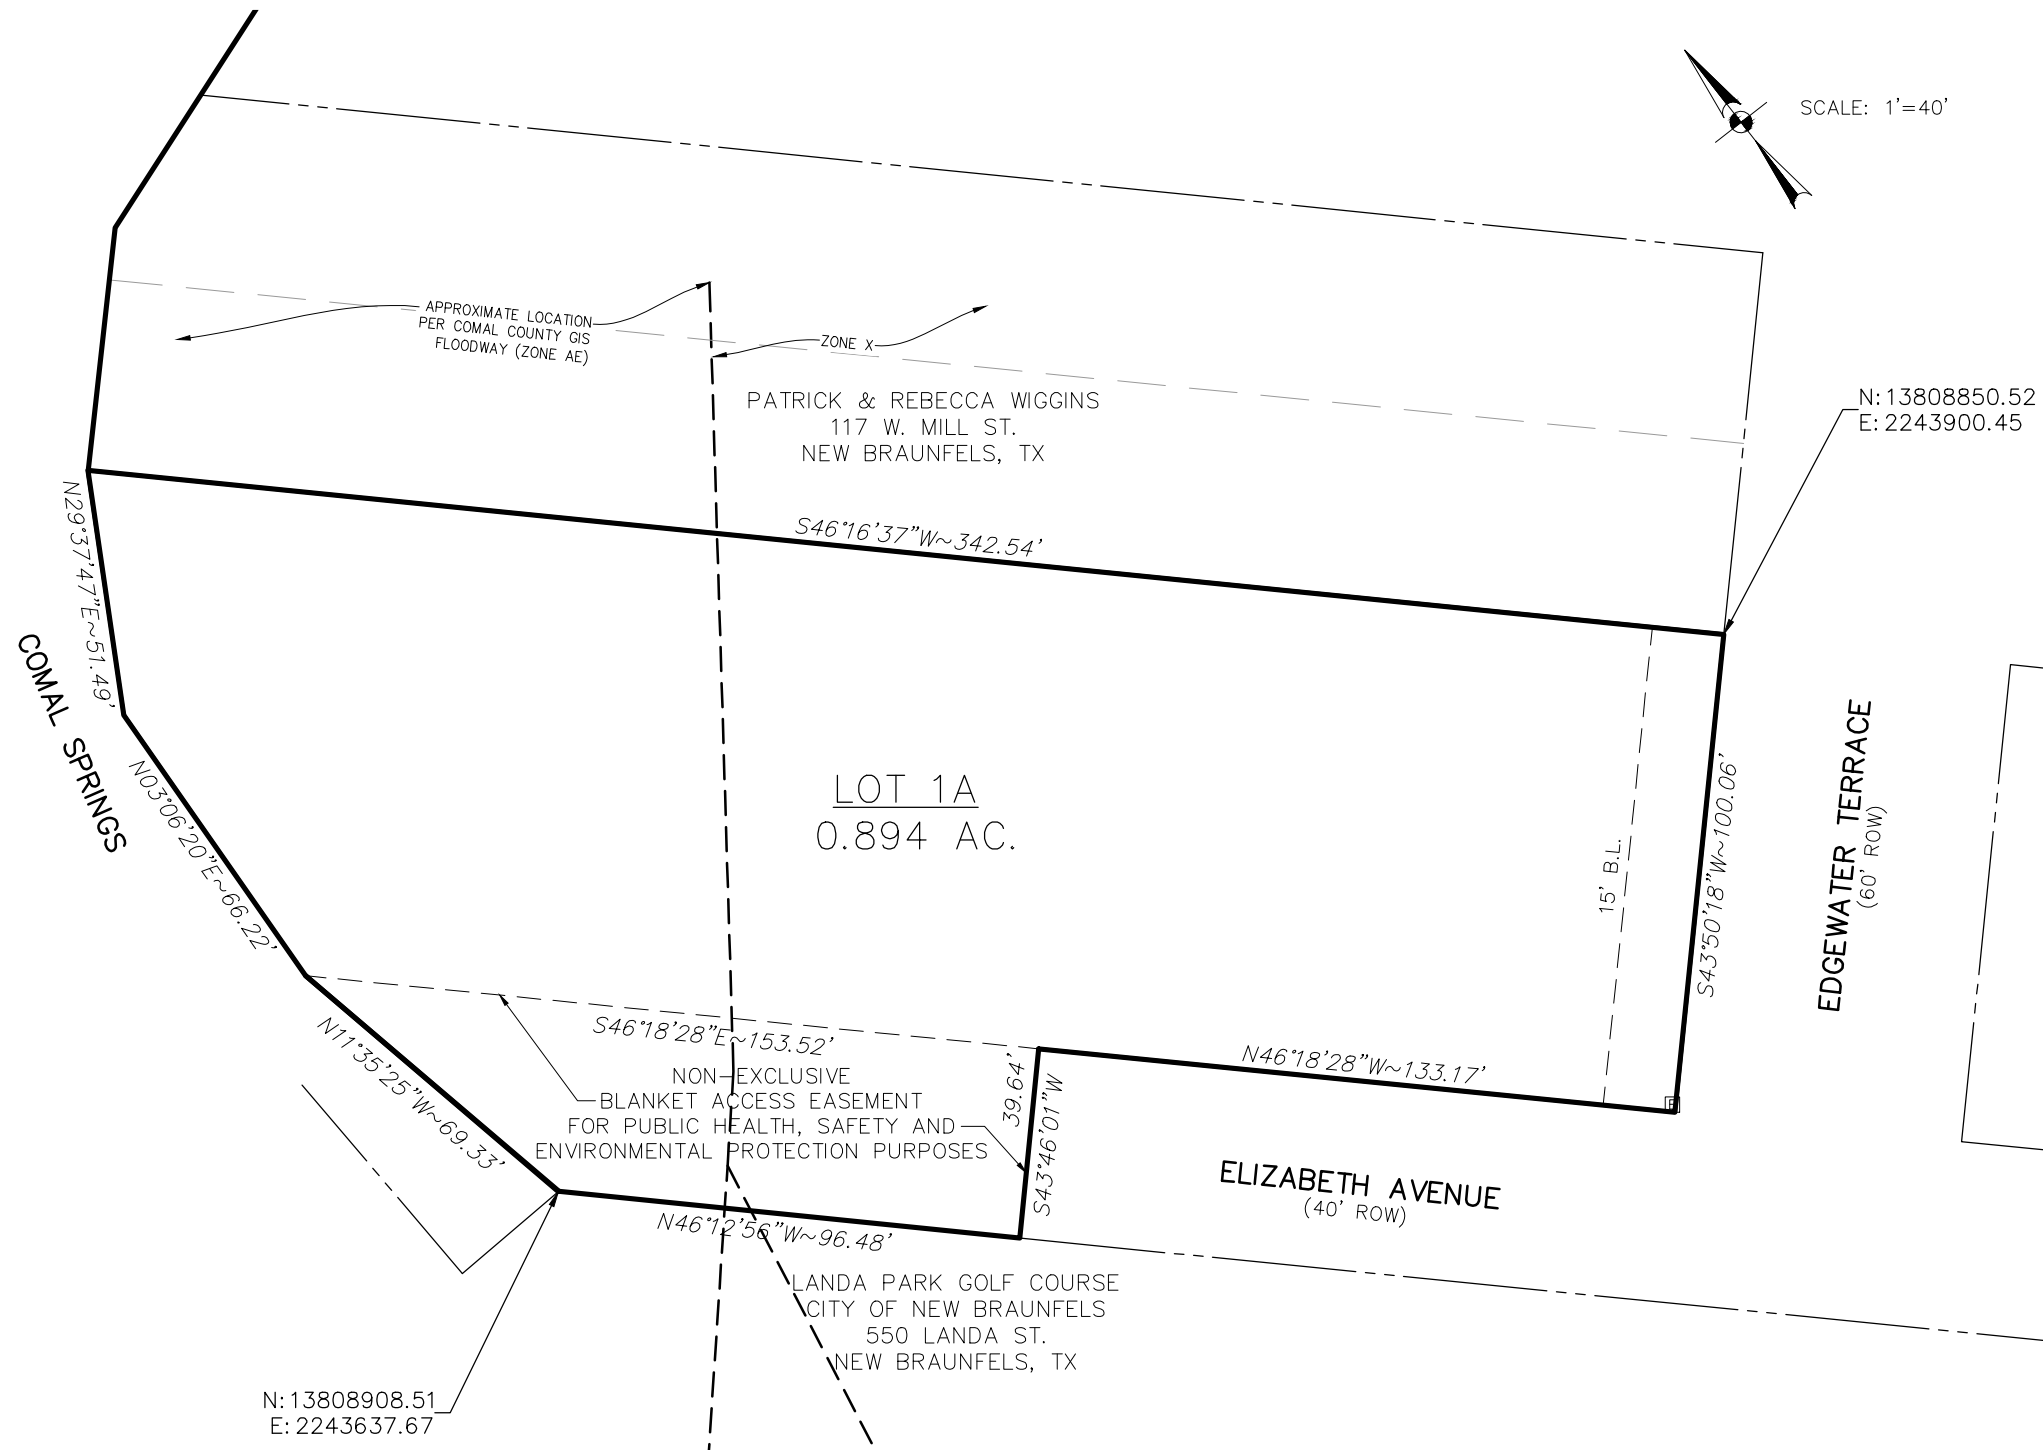 SCALE: 1'=40'
APPROXIMATE LOCATION
PER COMAL COUNTY GIS
FLOODWAY (ZONE AE)
ZONE X
PATRICK & REBECCA WIGGINS
117 W. MILL ST.
NEW BRAUNFELS, TX
N: 13808850.52
E: 2243900.45
S46°16'37"W~342.54'
N29°37'47"E~51.49'
COMAL SPRINGS
N03°06'20"E~66.22'
LOT 1A
0.894 AC.
15' B.L.
S43°50'18"W~100.06'
EDGEWATER TERRACE
(60' ROW)
S46°18'28"E~153.52'
N11°35'25"W~69.33'
NON-EXCLUSIVE
BLANKET ACCESS EASEMENT
FOR PUBLIC HEALTH, SAFETY AND
ENVIRONMENTAL PROTECTION PURPOSES
39.64'
S43°46'01"W
N46°18'28"W~133.17'
ELIZABETH AVENUE
(40' ROW)
N46°12'56"W~96.48'
LANDA PARK GOLF COURSE
CITY OF NEW BRAUNFELS
550 LANDA ST.
NEW BRAUNFELS, TX
N: 13808908.51
E: 2243637.67